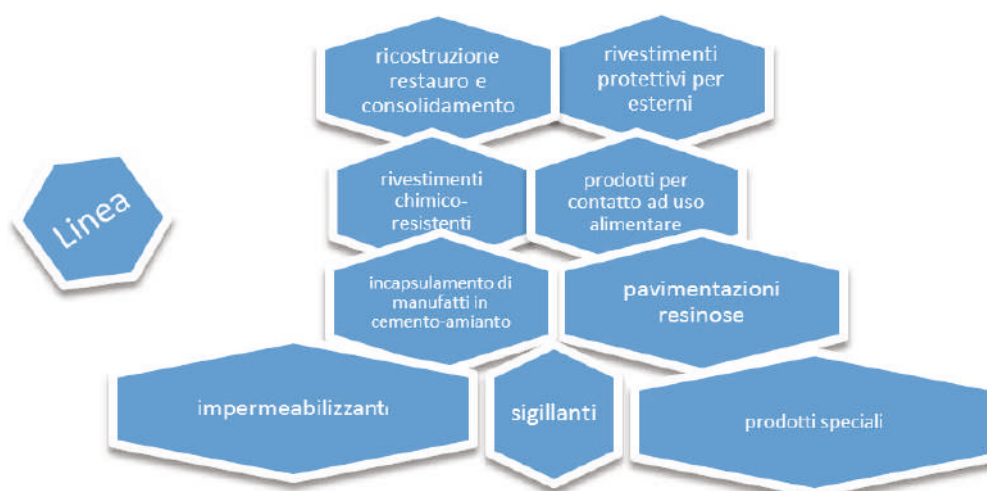 ricostruzione
restauro e
consolidamento
rivestimenti
protettivi per
esterni
Linea
rivestimenti
chimico-
resistenti
prodotti per
contatto ad uso
alimentare
incapsulamento di
manufatti in
cemento-amianto
pavimentazioni
resinose
impermeabilizzanti
sigillanti
prodotti speciali